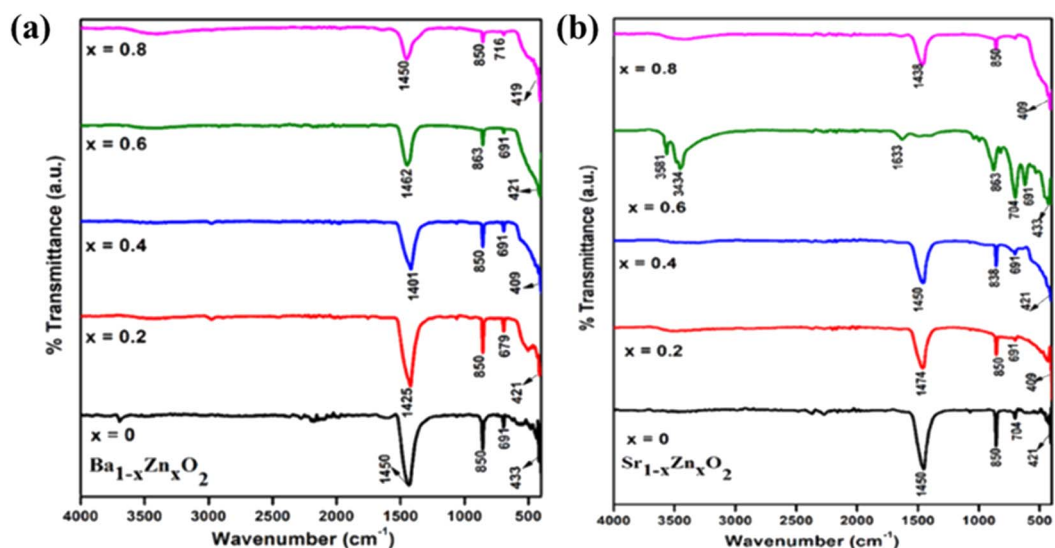 (a)
x = 0.8
1450
850
716
419
x = 0.6
1462
863
691
421
x = 0.4
1401
850
691
409
x = 0.2
1425
850
679
421
x = 0
1450
850
691
433
Ba1-xZnxO2
% Transmittance (a.u.)
4000 3500 3000 2500 2000 1500 1000 500
Wavenumber (cm-1)
(b)
x = 0.8
1438
850
409
x = 0.6
3581
3434
1633
863
704
691
433
x = 0.4
1450
838
691
421
x = 0.2
1474
850
691
409
x = 0
1450
850
704
421
Sr1-xZnxO2
% Transmittance (a.u.)
4000 3500 3000 2500 2000 1500 1000 500
Wavenumber (cm-1)